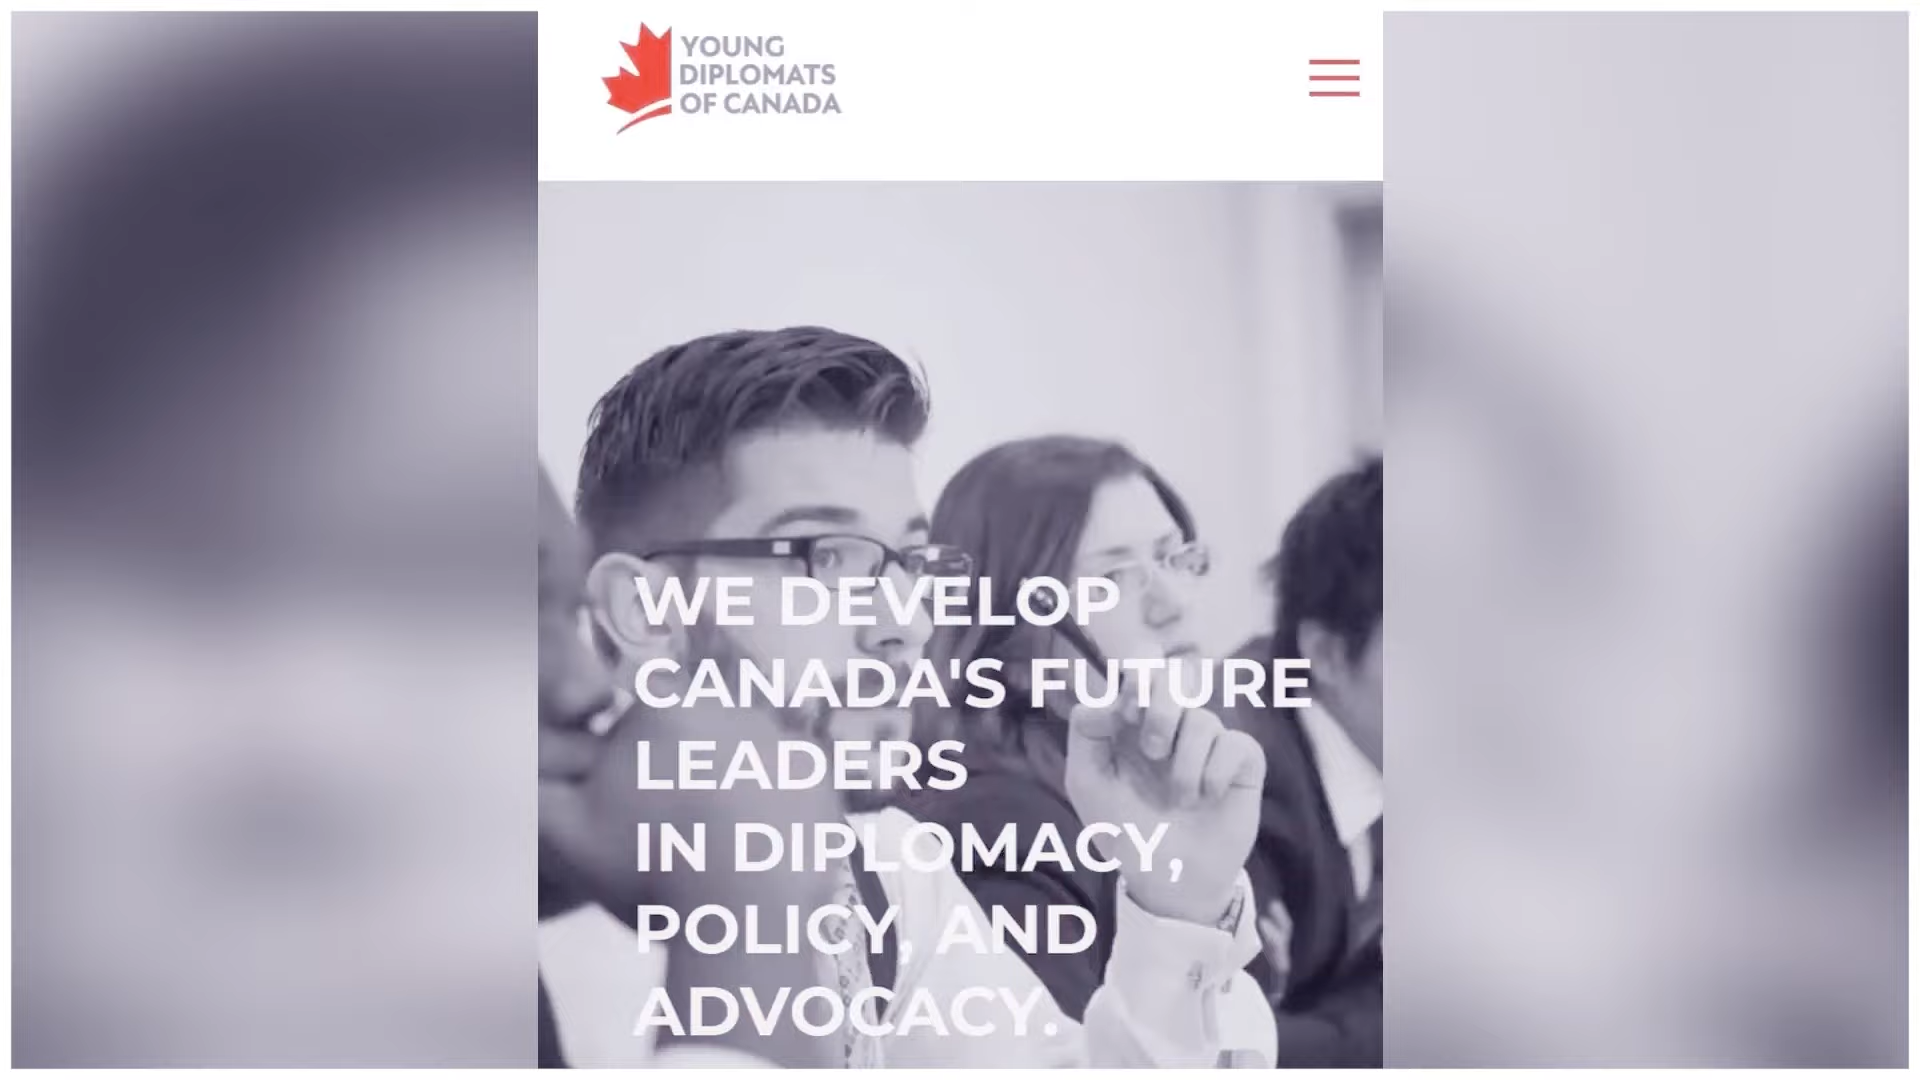 YOUNG
DIPLOMATS
OF CANADA
WE DEVELOP
CANADA'S FUTURE
LEADERS
IN DIPLOMACY,
POLICY, AND
ADVOCACY.